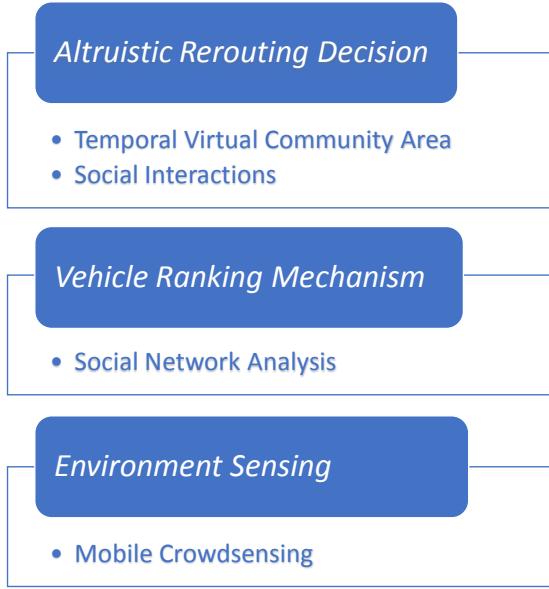 Altruistic Rerouting Decision
• Temporal Virtual Community Area
• Social Interactions
Vehicle Ranking Mechanism
• Social Network Analysis
Environment Sensing
• Mobile Crowdsensing